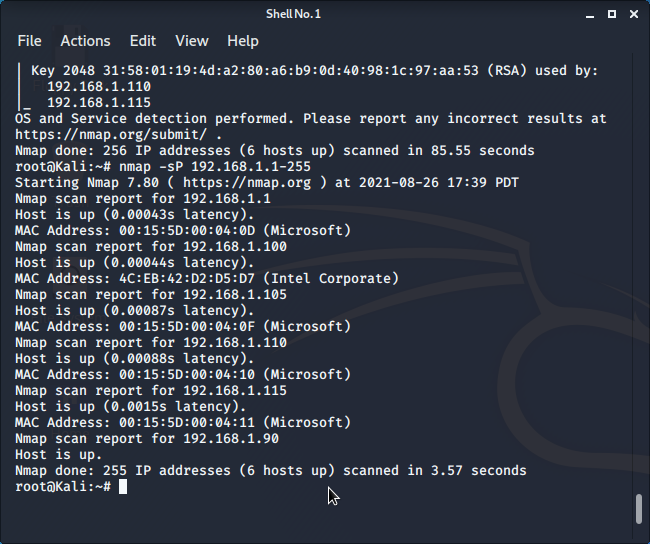 Shell No. 1
File Actions Edit View Help
| Key 2048 31:58:01:19:4d:a2:80:a6:b9:0d:40:98:1c:97:aa:53 (RSA) used by:
|   192.168.1.110
|_  192.168.1.115
OS and Service detection performed. Please report any incorrect results at
https://nmap.org/submit/ .
Nmap done: 256 IP addresses (6 hosts up) scanned in 85.55 seconds
root@Kali:~# nmap -sP 192.168.1.1-255
Starting Nmap 7.80 ( https://nmap.org ) at 2021-08-26 17:39 PDT
Nmap scan report for 192.168.1.1
Host is up (0.00043s latency).
MAC Address: 00:15:5D:00:04:0D (Microsoft)
Nmap scan report for 192.168.1.100
Host is up (0.00044s latency).
MAC Address: 4C:EB:42:D2:D5:D7 (Intel Corporate)
Nmap scan report for 192.168.1.105
Host is up (0.00087s latency).
MAC Address: 00:15:5D:00:04:0F (Microsoft)
Nmap scan report for 192.168.1.110
Host is up (0.00088s latency).
MAC Address: 00:15:5D:00:04:10 (Microsoft)
Nmap scan report for 192.168.1.115
Host is up (0.0015s latency).
MAC Address: 00:15:5D:00:04:11 (Microsoft)
Nmap scan report for 192.168.1.90
Host is up.
Nmap done: 255 IP addresses (6 hosts up) scanned in 3.57 seconds
root@Kali:~#